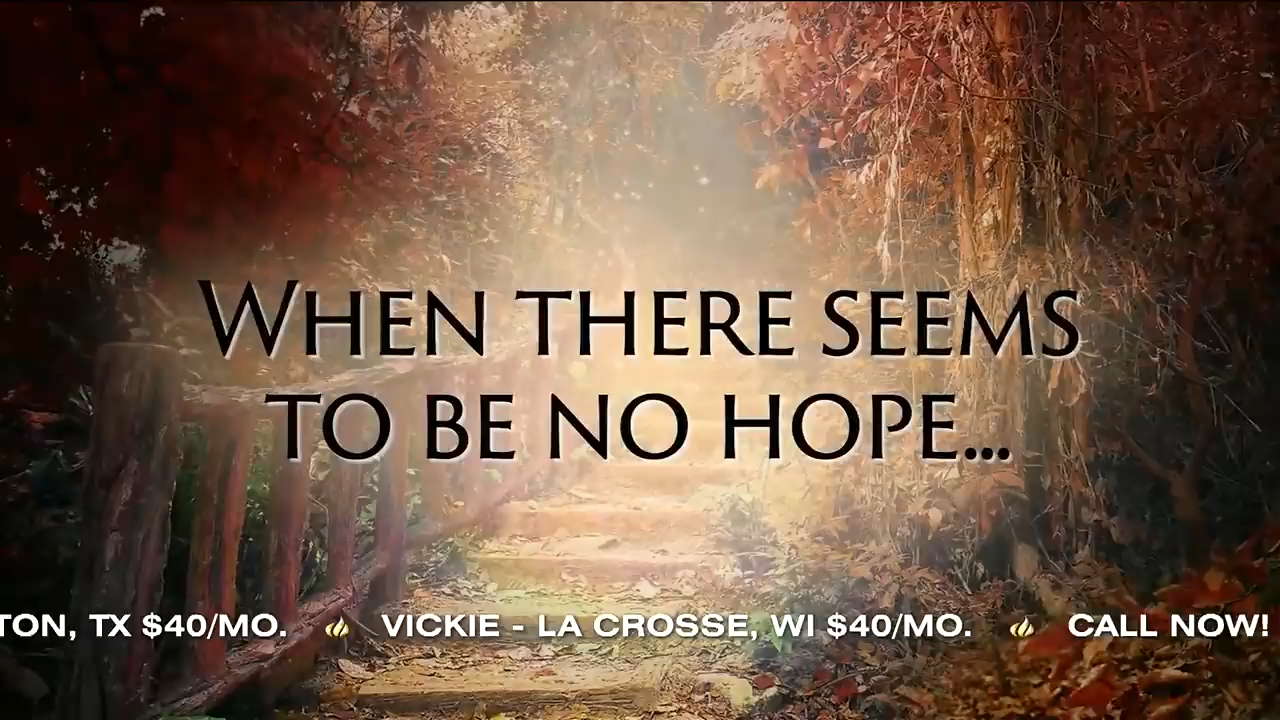 WHEN THERE SEEMS
TO BE NO HOPE...
TON, TX $40/MO. VICKIE - LA CROSSE, WI $40/MO. CALL NOW!